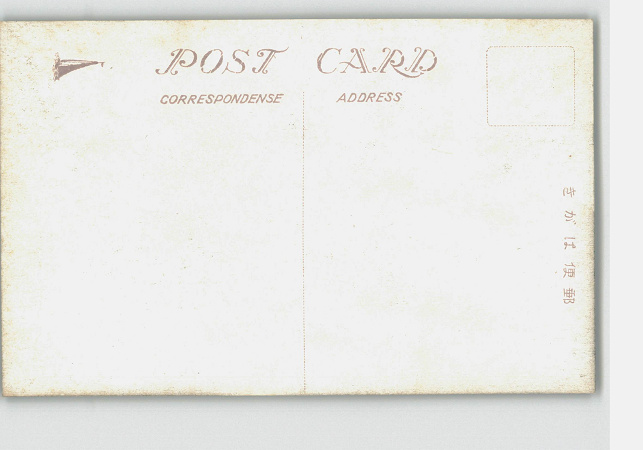 POST CARD
CORRESPONDENSE ADDRESS
きがは便郵